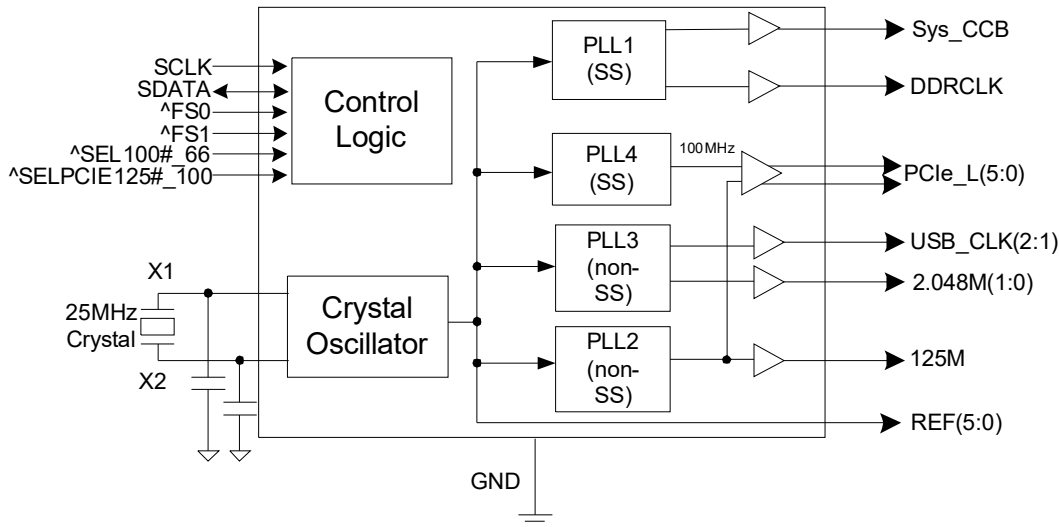 SCLK
SDATA
^FS0
^FS1
^SEL100#_66
^SELPCIE125#_100
Control
Logic
X1
25MHz
Crystal
X2
Crystal
Oscillator
PLL1
(SS)
PLL4
(SS)
100MHz
PLL3
(non-
SS)
PLL2
(non-
SS)
Sys_CCB
DDRCLK
PCIe_L(5:0)
USB_CLK(2:1)
2.048M(1:0)
125M
REF(5:0)
GND